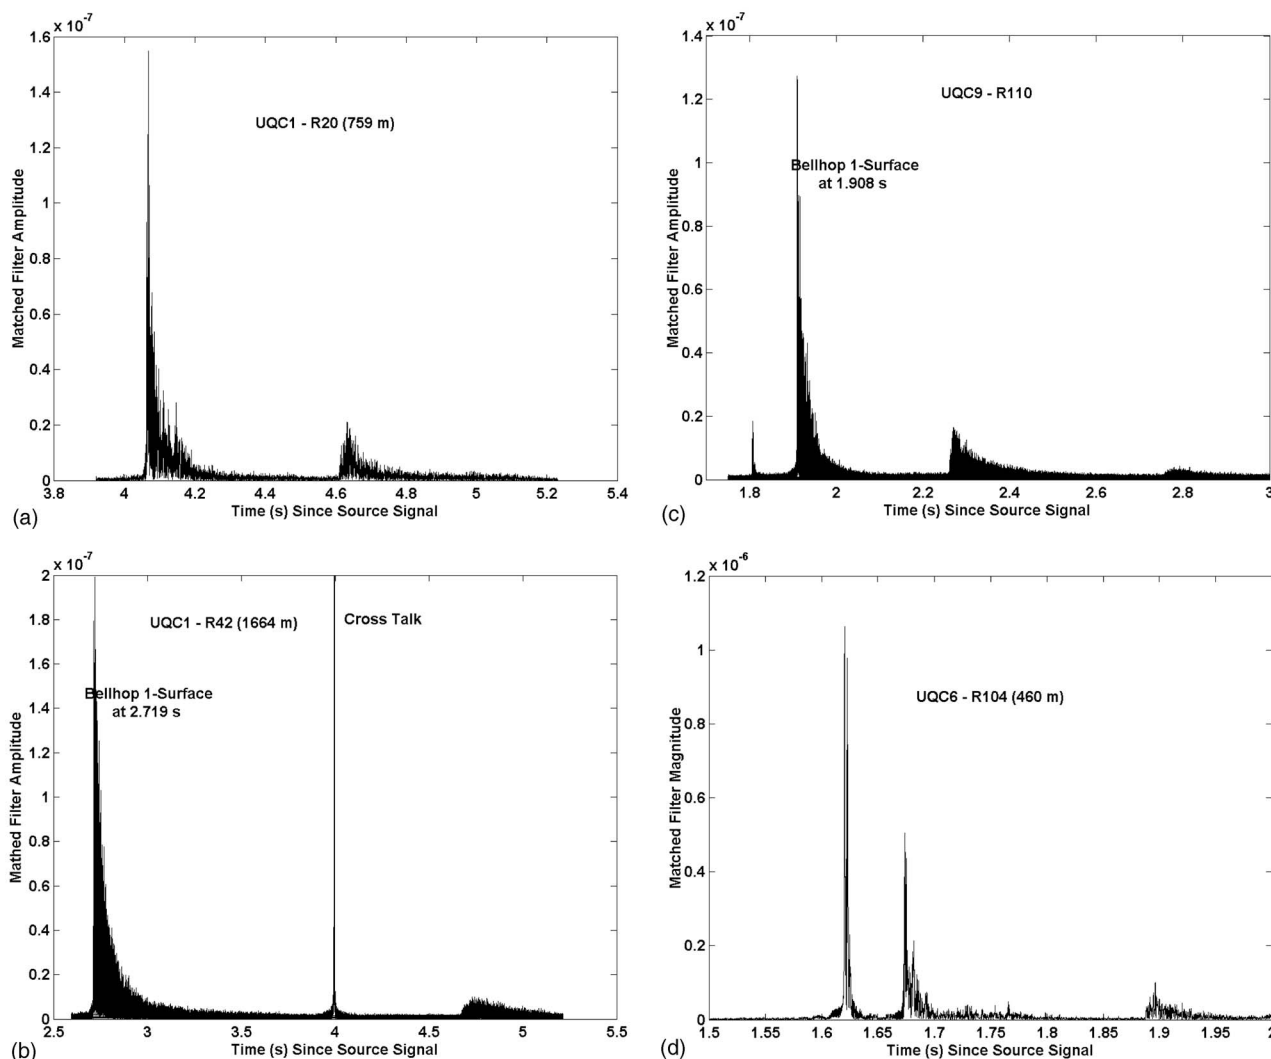 x 10^-7
1.6
1.4
1.2
1
0.8
0.6
0.4
0.2
0
Matched Filter Amplitude
UQC1 - R20 (759 m)
3.8 4 4.2 4.4 4.6 4.8 5 5.2 5.4
Time (s) Since Source Signal
(a)
x 10^-7
1.4
1.2
1
0.8
0.6
0.4
0.2
0
Matched Filter Amplitude
UQC9 - R110
Bellhop 1-Surface
at 1.908 s
1.8 2 2.2 2.4 2.6 2.8 3
Time (s) Since Source Signal
(c)
x 10^-7
2
1.8
1.6
1.4
1.2
1
0.8
0.6
0.4
0.2
0
Mathed Filter Amplitude
UQC1 - R42 (1664 m)
Cross Talk
Bellhop 1-Surface
at 2.719 s
2.5 3 3.5 4 4.5 5 5.5
Time (s) Since Source Signal
(b)
x 10^-6
1.2
1
0.8
0.6
0.4
0.2
0
Matched Filter Magnitude
UQC6 - R104 (460 m)
1.5 1.55 1.6 1.65 1.7 1.75 1.8 1.85 1.9 1.95 2
Time (s) Since Source Signal
(d)